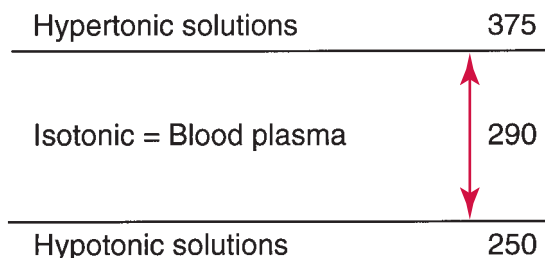 Hypertonic solutions 375
Isotonic = Blood plasma 290
Hypotonic solutions 250